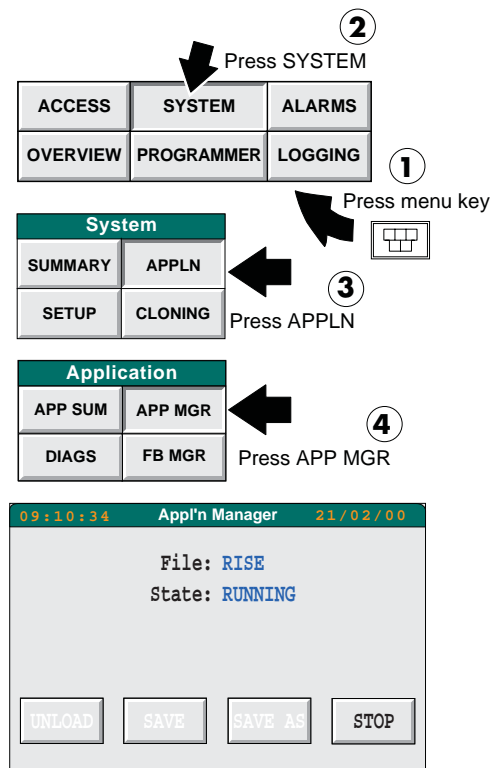 2
Press SYSTEM
ACCESS SYSTEM ALARMS
OVERVIEW PROGRAMMER LOGGING
1
Press menu key
System
SUMMARY APPLN
SETUP CLONING
3
Press APPLN
Application
APP SUM APP MGR
DIAGS FB MGR
4
Press APP MGR
09:10:34 Appl'n Manager 21/02/00
File: RISE
State: RUNNING
UNLOAD SAVE SAVE AS STOP